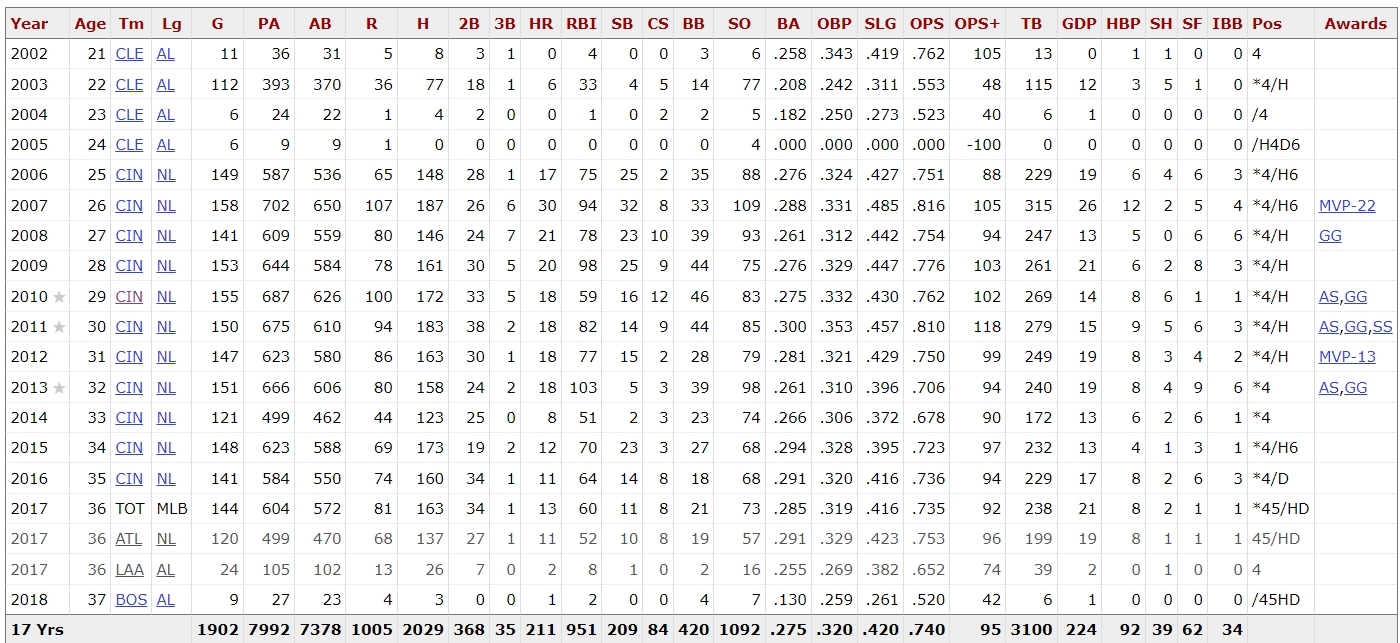 Year Age Tm Lg G PA AB R H 2B 3B HR RBI SB CS BB SO BA OBP SLG OPS OPS+ TB GDP HBP SH SF IBB Pos Awards
2002 21 CLE AL 11 36 31 5 8 3 1 0 4 0 0 3 6 .258 .343 .419 .762 105 13 0 1 1 0 0 4
2003 22 CLE AL 112 393 370 36 77 18 1 6 33 4 5 14 77 .208 .242 .311 .553 48 115 12 3 5 1 0 *4/H
2004 23 CLE AL 6 24 22 1 4 2 0 0 1 0 2 2 5 .182 .250 .273 .523 40 6 1 0 0 0 0 /4
2005 24 CLE AL 6 9 9 1 0 0 0 0 0 0 0 0 4 .000 .000 .000 .000 -100 0 0 0 0 0 0 /H4D6
2006 25 CIN NL 149 587 536 65 148 28 1 17 75 25 2 35 88 .276 .324 .427 .751 88 229 19 6 4 6 3 *4/H6
2007 26 CIN NL 158 702 650 107 187 26 6 30 94 32 8 33 109 .288 .331 .485 .816 105 315 26 12 2 5 4 *4/H6 MVP-22
2008 27 CIN NL 141 609 559 80 146 24 7 21 78 23 10 39 93 .261 .312 .442 .754 94 247 13 5 0 6 6 *4/H GG
2009 28 CIN NL 153 644 584 78 161 30 5 20 98 25 9 44 75 .276 .329 .447 .776 103 261 21 6 2 8 3 *4/H
2010 ★ 29 CIN NL 155 687 626 100 172 33 5 18 59 16 12 46 83 .275 .332 .430 .762 102 269 14 8 6 1 1 *4/H AS,GG
2011 ★ 30 CIN NL 150 675 610 94 183 38 2 18 82 14 9 44 85 .300 .353 .457 .810 118 279 15 9 5 6 3 *4/H AS,GG,SS
2012 31 CIN NL 147 623 580 86 163 30 1 18 77 15 2 28 79 .281 .321 .429 .750 99 249 19 8 3 4 2 *4/H MVP-13
2013 ★ 32 CIN NL 151 666 606 80 158 24 2 18 103 5 3 39 98 .261 .310 .396 .706 94 240 19 8 4 9 6 *4 AS,GG
2014 33 CIN NL 121 499 462 44 123 25 0 8 51 2 3 23 74 .266 .306 .372 .678 90 172 13 6 2 6 1 *4
2015 34 CIN NL 148 623 588 69 173 19 2 12 70 23 3 27 68 .294 .328 .395 .723 97 232 13 4 1 3 1 *4/H6
2016 35 CIN NL 141 584 550 74 160 34 1 11 64 14 8 18 68 .291 .320 .416 .736 94 229 17 8 2 6 3 *4/D
2017 36 TOT MLB 144 604 572 81 163 34 1 13 60 11 8 21 73 .285 .319 .416 .735 92 238 21 8 2 1 1 *45/HD
2017 36 ATL NL 120 499 470 68 137 27 1 11 52 10 8 19 57 .291 .329 .423 .753 96 199 19 8 1 1 1 45/HD
2017 36 LAA AL 24 105 102 13 26 7 0 2 8 1 0 2 16 .255 .269 .382 .652 74 39 2 0 1 0 0 4
2018 37 BOS AL 9 27 23 4 3 0 0 1 2 0 0 4 7 .130 .259 .261 .520 42 6 1 0 0 0 0 /45HD
17 Yrs 1902 7992 7378 1005 2029 368 35 211 951 209 84 420 1092 .275 .320 .420 .740 95 3100 224 92 39 62 34